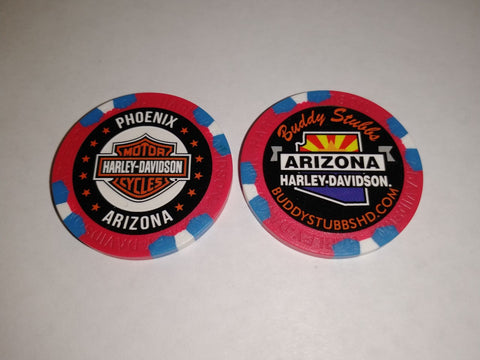 PHOENIX
MOTOR
HARLEY-DAVIDSON
CYCLES
ARIZONA
Buddy Stubbs
ARIZONA
HARLEY-DAVIDSON.
BUDDYSTUBBSHD.COM